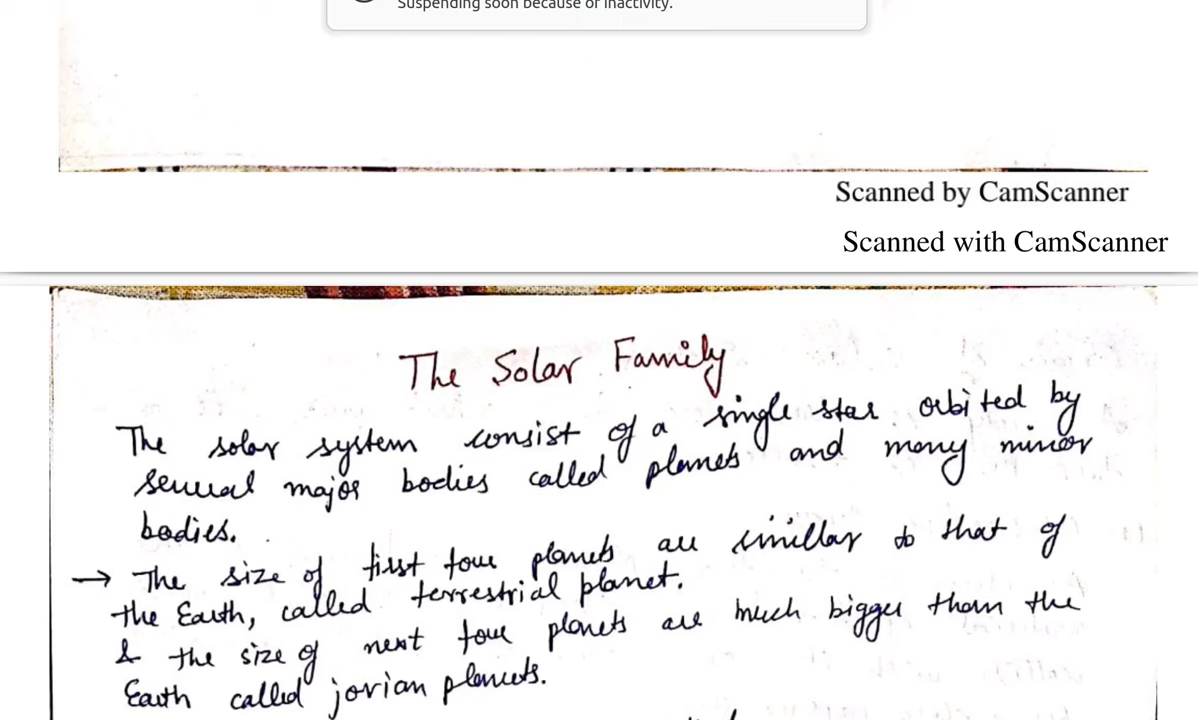 Suspending soon because of inactivity.
Scanned by CamScanner
Scanned with CamScanner
The Solar Family
The solar system consist of a single star orbited by
several major bodies called planets and many minor
bodies.
→ The size of first four planets are simillar to that of
the Earth, called terrestrial planet.
& the size of next four planets are much bigger than the
Earth called jovian planets.